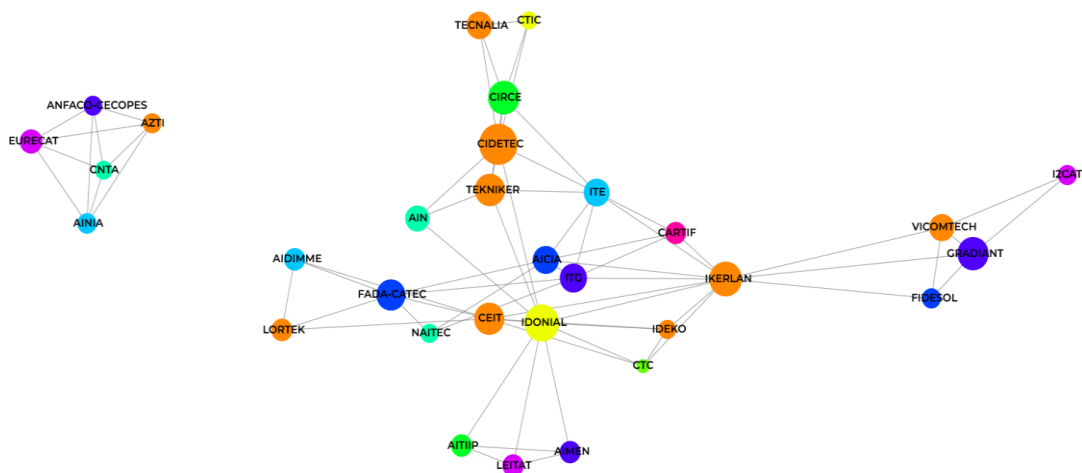 TECNALIA
CTIC
CIRCE
ANFACO-CECOPES
AZTI
EURECAT
CIDETEC
CNTA
I2CAT
TEKNIKER
ITE
AIN
AINIA
VICOMTECH
CARTIF
GRADIANT
AIDIMME
AICIA
ITG
IKERLAN
FADA-CATEC
FIDESOL
CEIT
IDONIAL
LORTEK
NAITEC
IDEKO
CTC
AITIIP
AIMEN
LEITAT